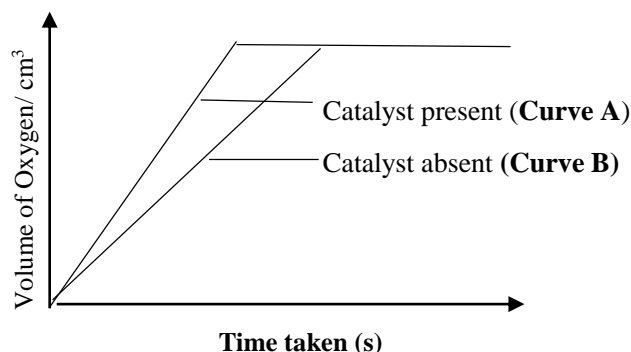 Volume of Oxygen/ cm³
Catalyst present (Curve A)
Catalyst absent (Curve B)
Time taken (s)